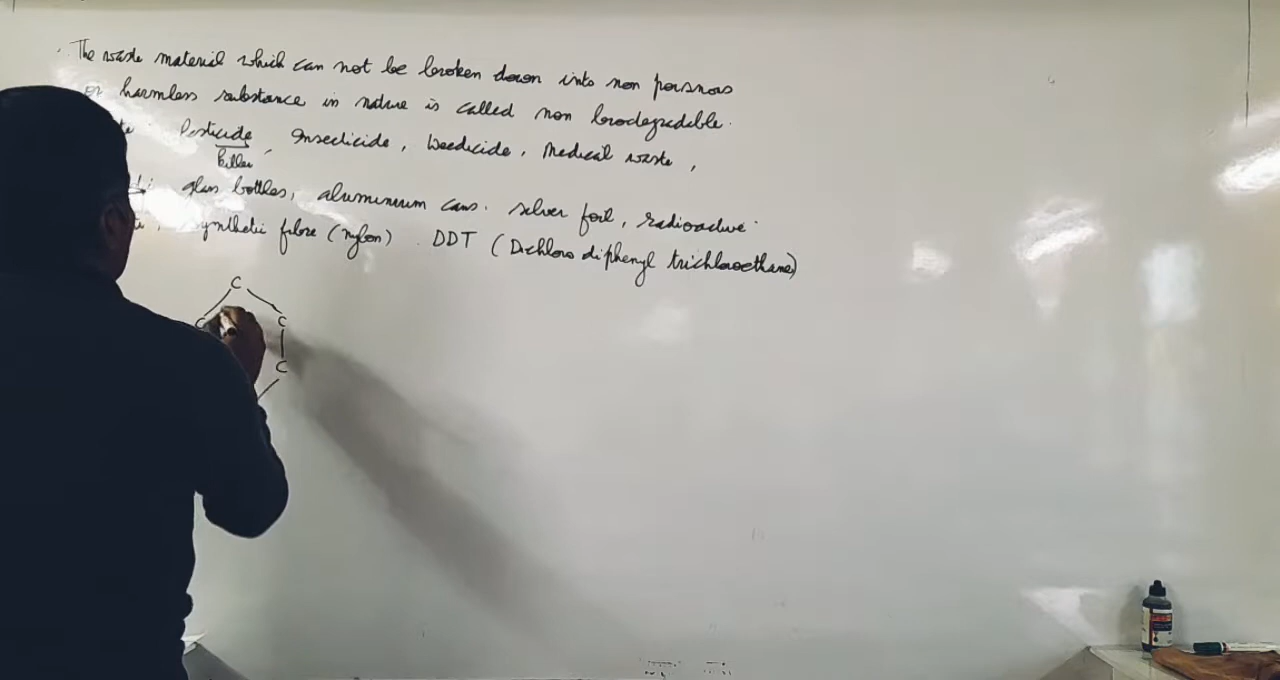 The waste material which can not be broken down into non poisnous
or harmless substance in nature is called non biodegradable.
Pesticide, Insecticide, Weedicide, Medical waste,
killer
glass bottles, aluminium cans. silver foil, radioactive
synthetic fibre (nylon). DDT (Dichloro diphenyl trichloroethane)
C
C C
C